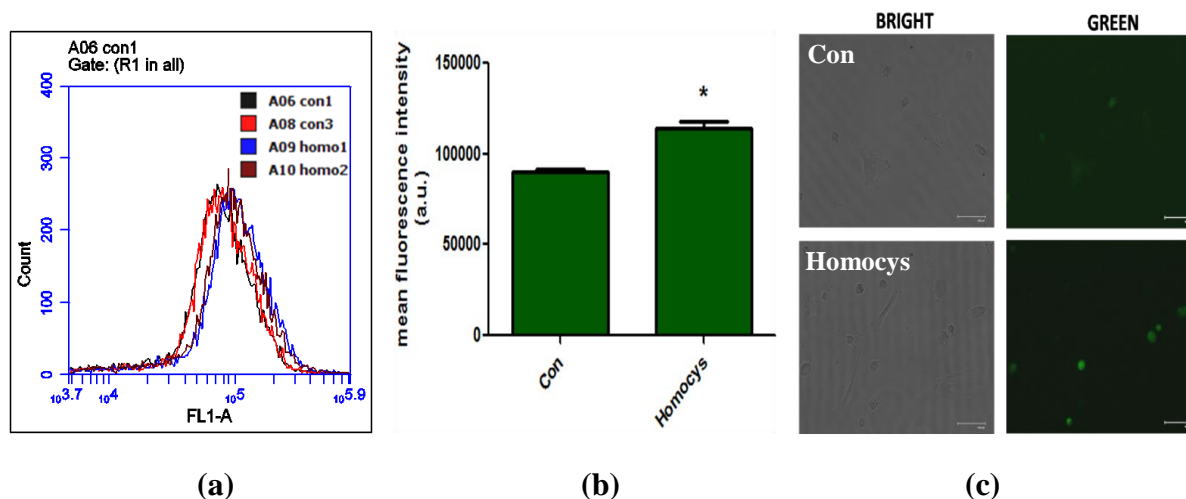 A06 con1
Gate: (R1 in all)
400
300
200
100
0
Count
A06 con1
A08 con3
A09 homo1
A10 homo2
10^3.7 10^4 10^5 10^5.9
FL1-A
(a)
mean fluorescence intensity
(a.u.)
150000
100000
50000
0
*
Con
Homocys
(b)
BRIGHT GREEN
Con
Homocys
(c)